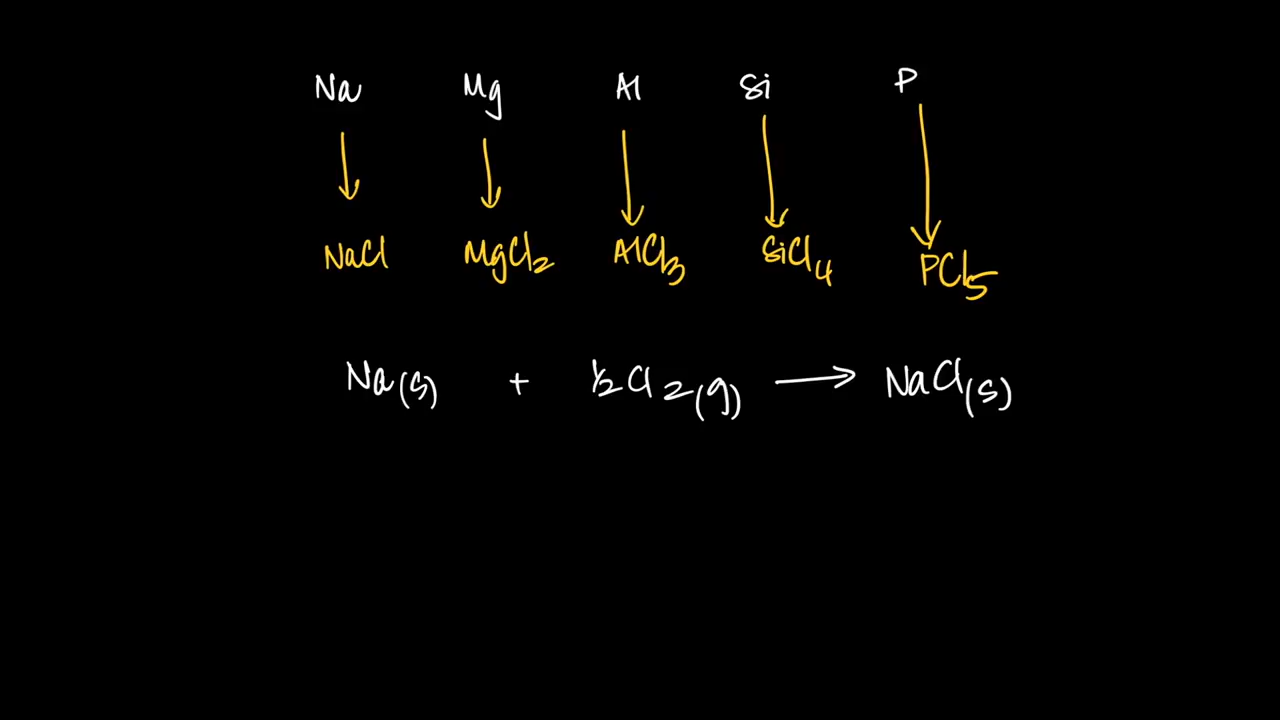 Na Mg Al Si P
NaCl MgCl2 AlCl3 SiCl4 PCl5
Na(s) + ½Cl2(g) → NaCl(s)